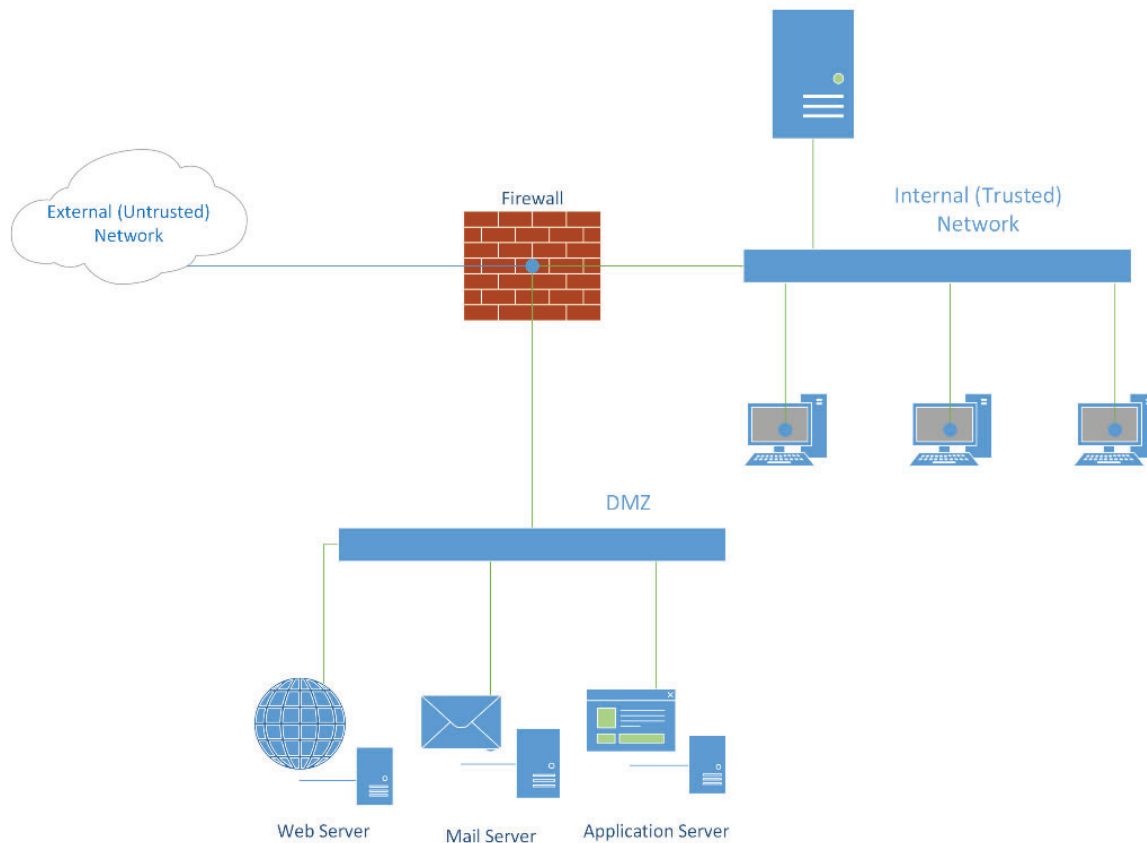 External (Untrusted)
Network
Firewall
Internal (Trusted)
Network
DMZ
Web Server
Mail Server
Application Server